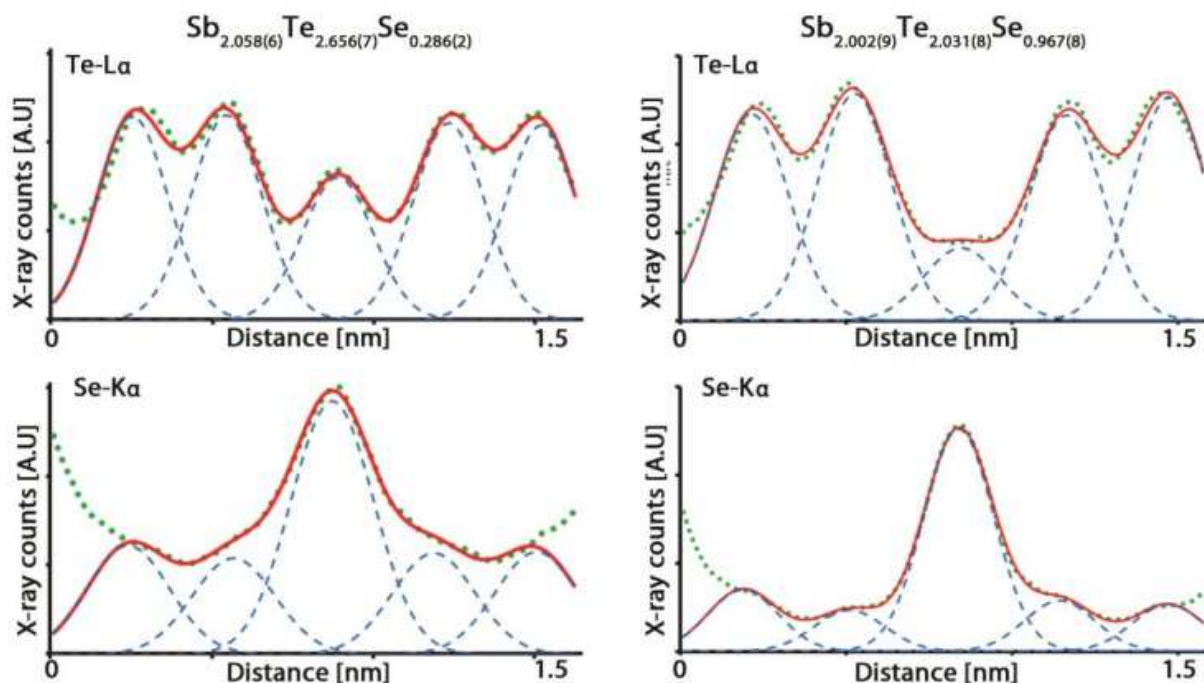 Sb2.058(6)Te2.656(7)Se0.286(2)
Te-Lα
X-ray counts [A.U]
0 Distance [nm] 1.5
Sb2.002(9)Te2.031(8)Se0.967(8)
Te-Lα
X-ray counts [A.U]
0 Distance [nm] 1.5
Se-Kα
X-ray counts [A.U]
0 Distance [nm] 1.5
Se-Kα
X-ray counts [A.U]
0 Distance [nm] 1.5